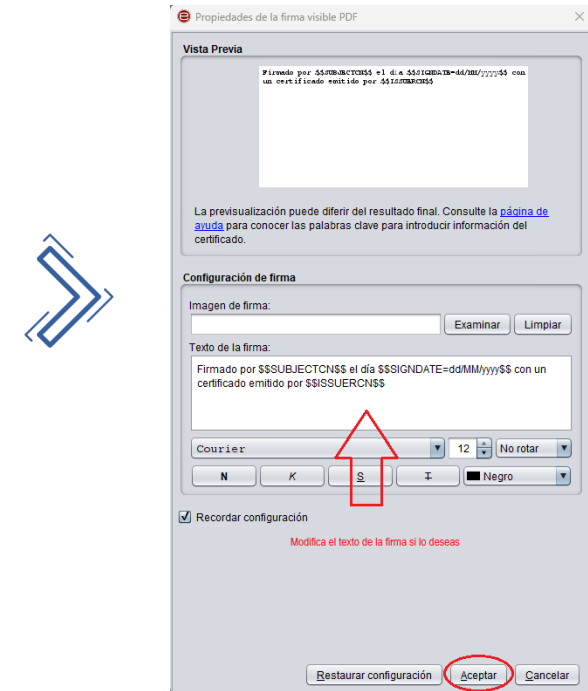 Propiedades de la firma visible PDF
Vista Previa
Firmado por $$SUBJECTCN$$ el día $$SIGNDATE=dd/MM/yyyy$$ con
un certificado emitido por $$ISSUERCN$$
La previsualización puede diferir del resultado final. Consulte la página de
ayuda para conocer las palabras clave para introducir información del
certificado.
Configuración de firma
Imagen de firma:
Examinar Limpiar
Texto de la firma:
Firmado por $$SUBJECTCN$$ el día $$SIGNDATE=dd/MM/yyyy$$ con un
certificado emitido por $$ISSUERCN$$
Courier 12 No rotar
N K S T Negro
Recordar configuración
Modifica el texto de la firma si lo deseas
Restaurar configuración Aceptar Cancelar